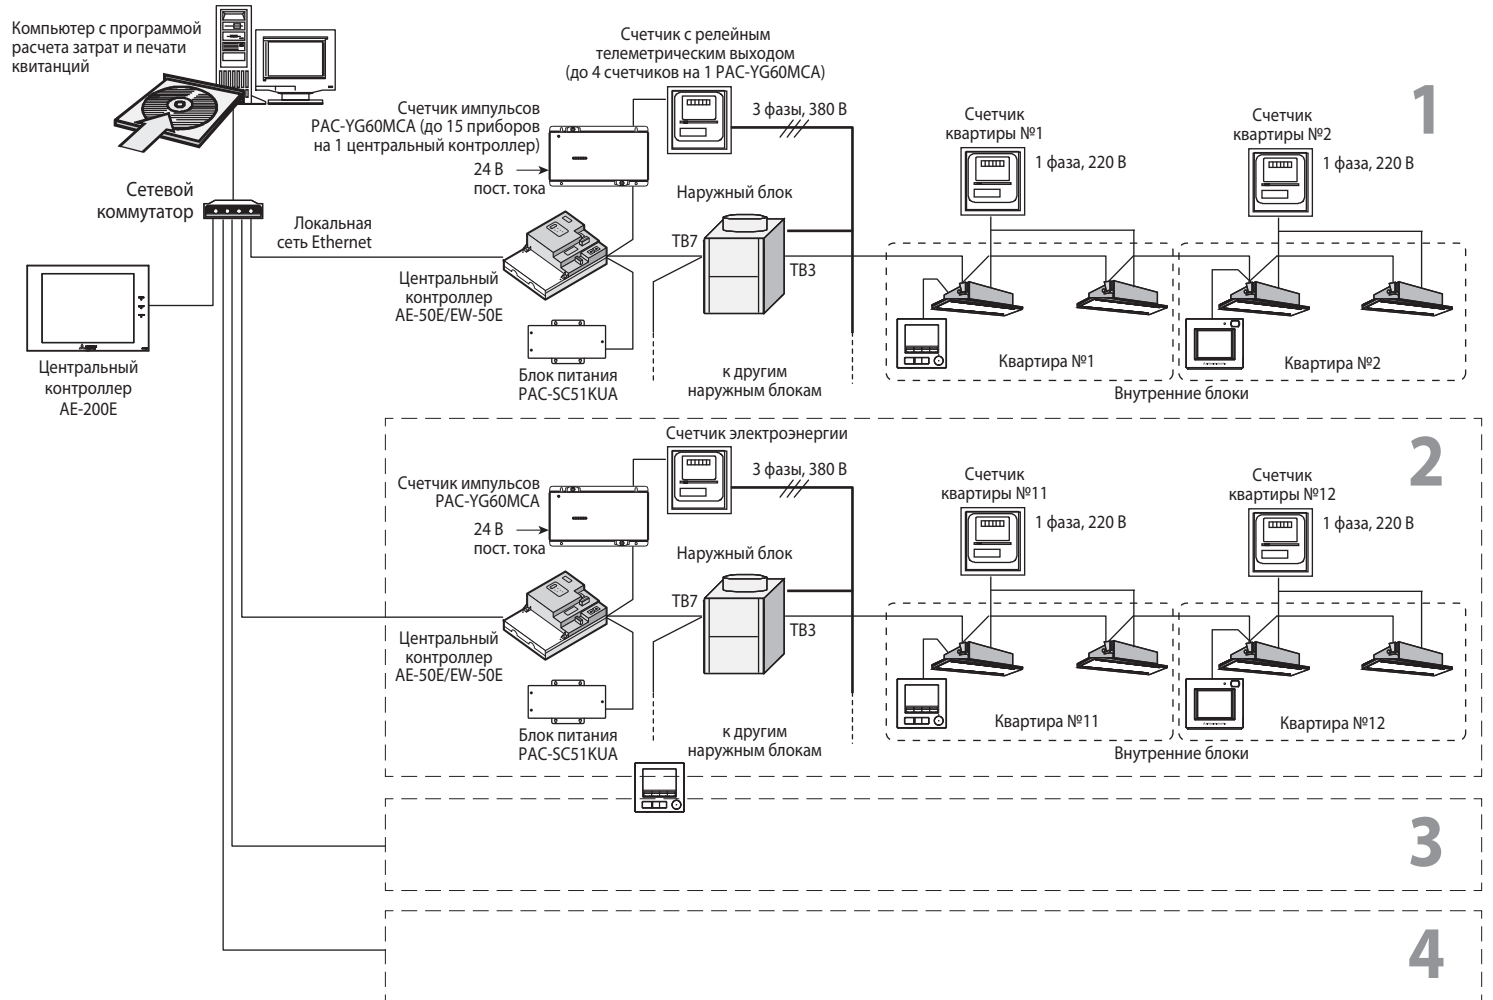 Компьютер с программой
расчета затрат и печати
квитанций
Счетчик с релейным
телеметрическим выходом
(до 4 счетчиков на 1 PAC-YG60MCA)
1
Счетчик импульсов
PAC-YG60MCA (до 15 приборов
на 1 центральный контроллер)
24 В
пост. тока
3 фазы, 380 В
Счетчик
квартиры №1
1 фаза, 220 В
Счетчик
квартиры №2
1 фаза, 220 В
Сетевой
коммутатор
Локальная
сеть Ethernet
Наружный блок
TB7
TB3
Центральный
контроллер
AE-50E/EW-50E
Центральный
контроллер
AE-200E
Блок питания
PAC-SC51KUA
к другим
наружным блокам
Квартира №1
Квартира №2
Внутренние блоки
2
Счетчик электроэнергии
Счетчик импульсов
PAC-YG60MCA
24 В
пост. тока
3 фазы, 380 В
Счетчик
квартиры №11
1 фаза, 220 В
Счетчик
квартиры №12
1 фаза, 220 В
Наружный блок
TB7
TB3
Центральный
контроллер
AE-50E/EW-50E
Блок питания
PAC-SC51KUA
к другим
наружным блокам
Квартира №11
Квартира №12
Внутренние блоки
3
4